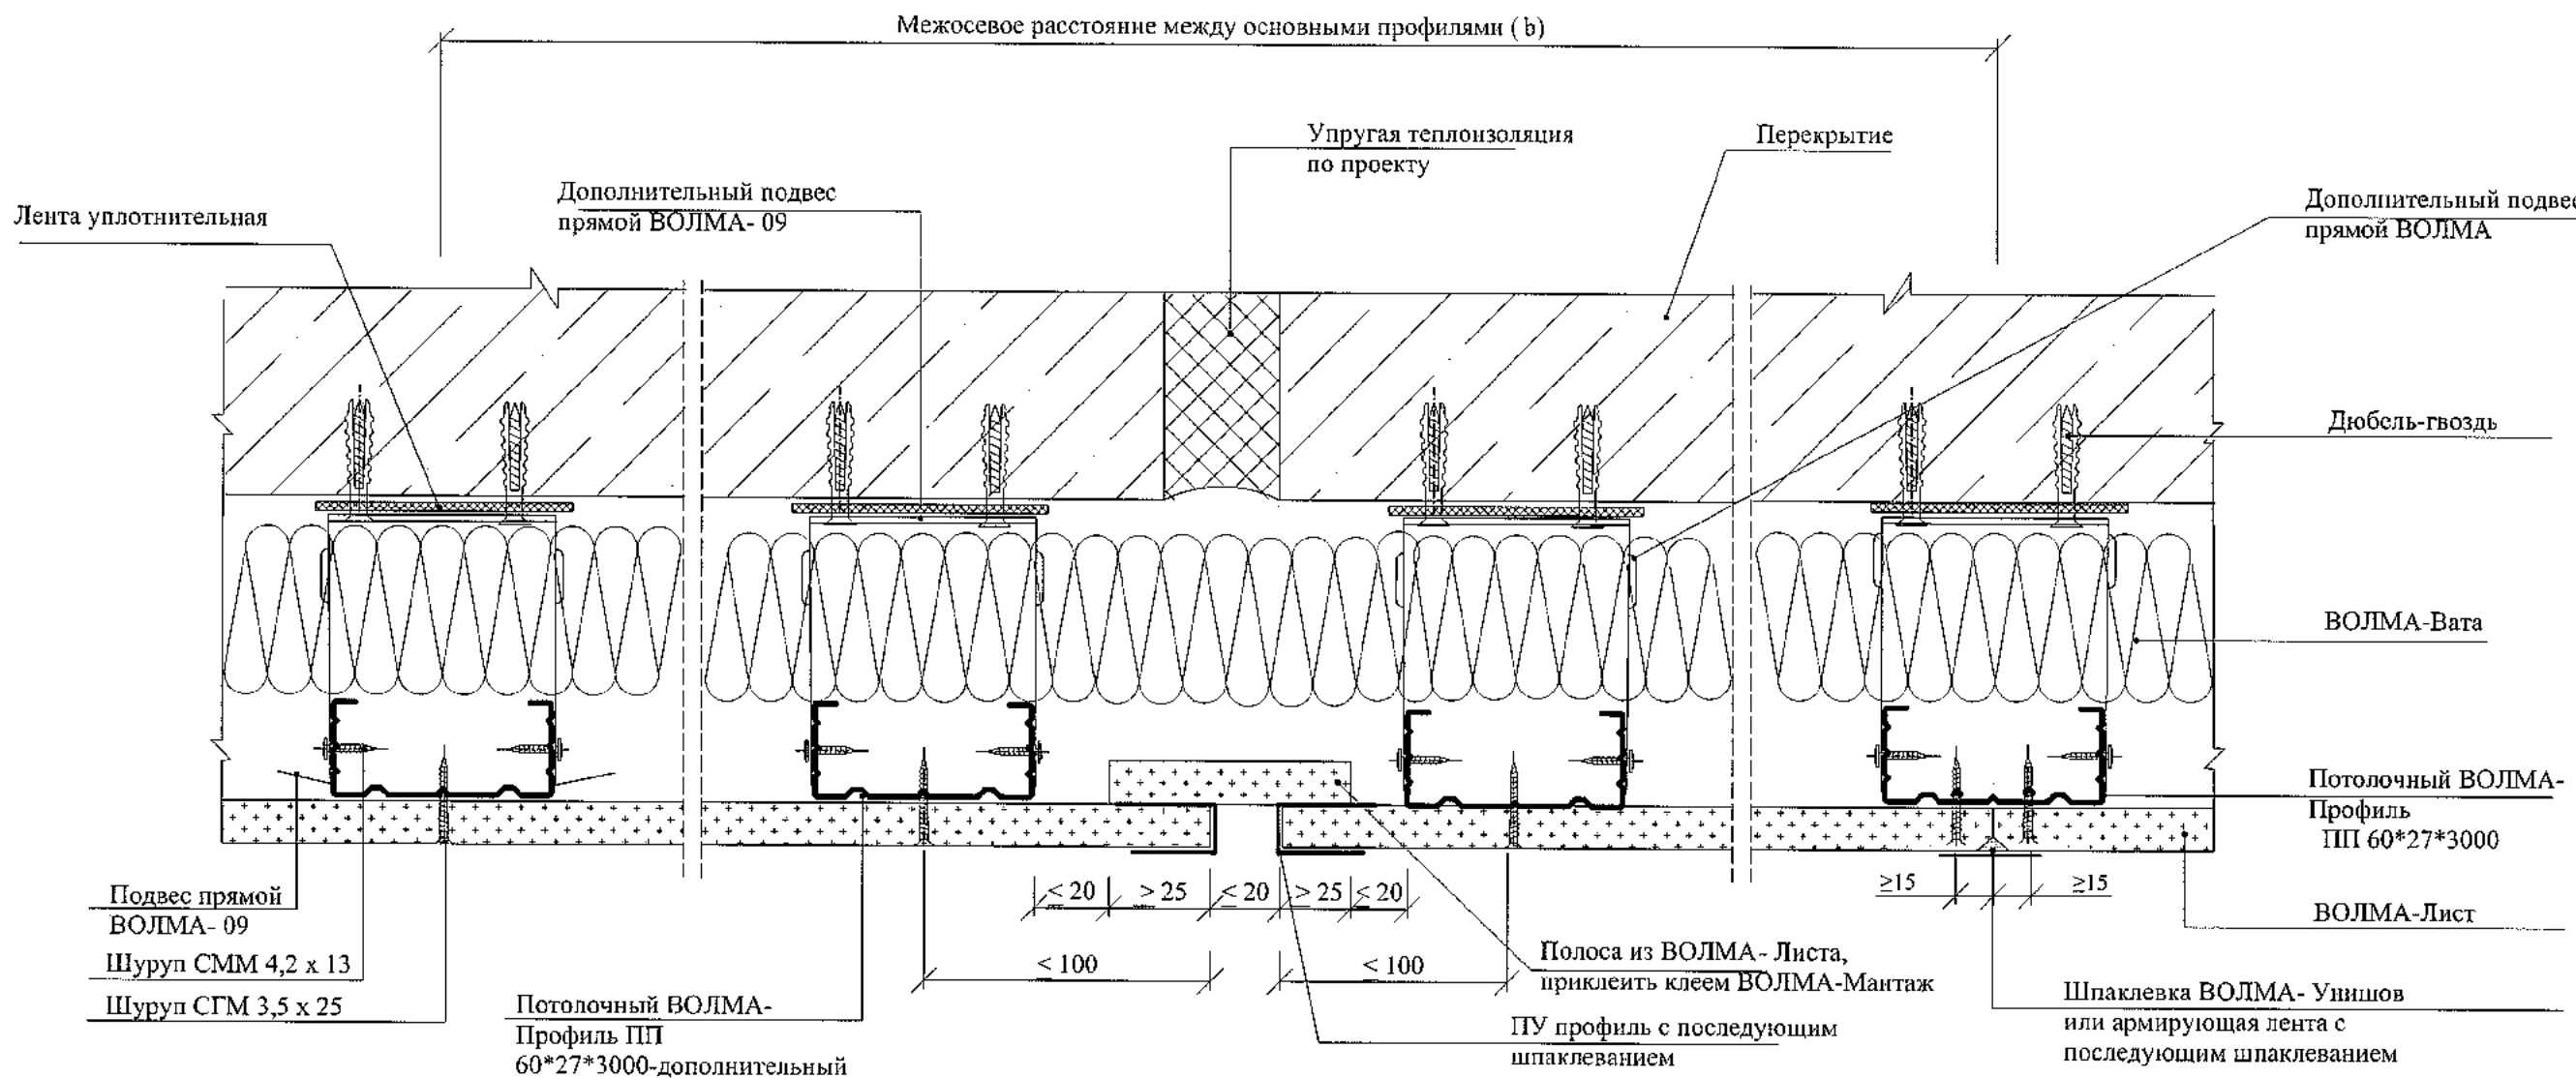 Межосевое расстояние между основными профилями ( b)
Упругая теплоизоляция
по проекту
Перекрытие
Дополнительный подвес
прямой ВОЛМА- 09
Лента уплотнительная
Дополнительный подвес
прямой ВОЛМА
Дюбель-гвоздь
ВОЛМА-Вата
Потолочный ВОЛМА-
Профиль
ПП 60*27*3000
ВОЛМА-Лист
≤ 20 ≥ 25 ≤ 20 ≥ 25 ≤ 20
≥15 ≥15
< 100 < 100
Подвес прямой
ВОЛМА- 09
Шуруп СММ 4,2 х 13
Шуруп СГМ 3,5 х 25
Потолочный ВОЛМА-
Профиль ПП
60*27*3000-дополнительный
Полоса из ВОЛМА- Листа,
приклеить клеем ВОЛМА-Мантаж
ПУ профиль с последующим
шпаклеванием
Шпаклевка ВОЛМА- Унишов
или армирующая лента с
последующим шпаклеванием